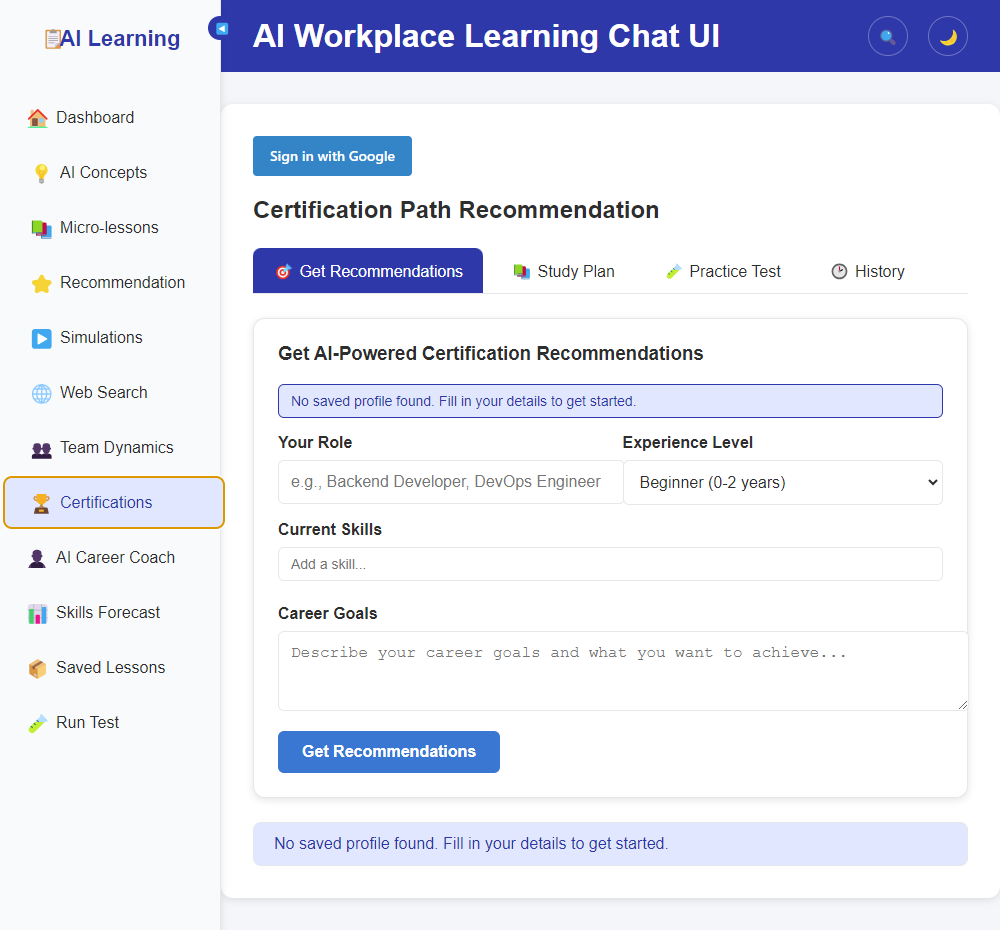 AI Learning
AI Workplace Learning Chat UI
Dashboard
AI Concepts
Micro-lessons
Recommendation
Simulations
Web Search
Team Dynamics
Certifications
AI Career Coach
Skills Forecast
Saved Lessons
Run Test
Sign in with Google
Certification Path Recommendation
Get Recommendations
Study Plan
Practice Test
History
Get AI-Powered Certification Recommendations
No saved profile found. Fill in your details to get started.
Your Role
Experience Level
e.g., Backend Developer, DevOps Engineer
Beginner (0-2 years)
Current Skills
Add a skill...
Career Goals
Describe your career goals and what you want to achieve...
Get Recommendations
No saved profile found. Fill in your details to get started.